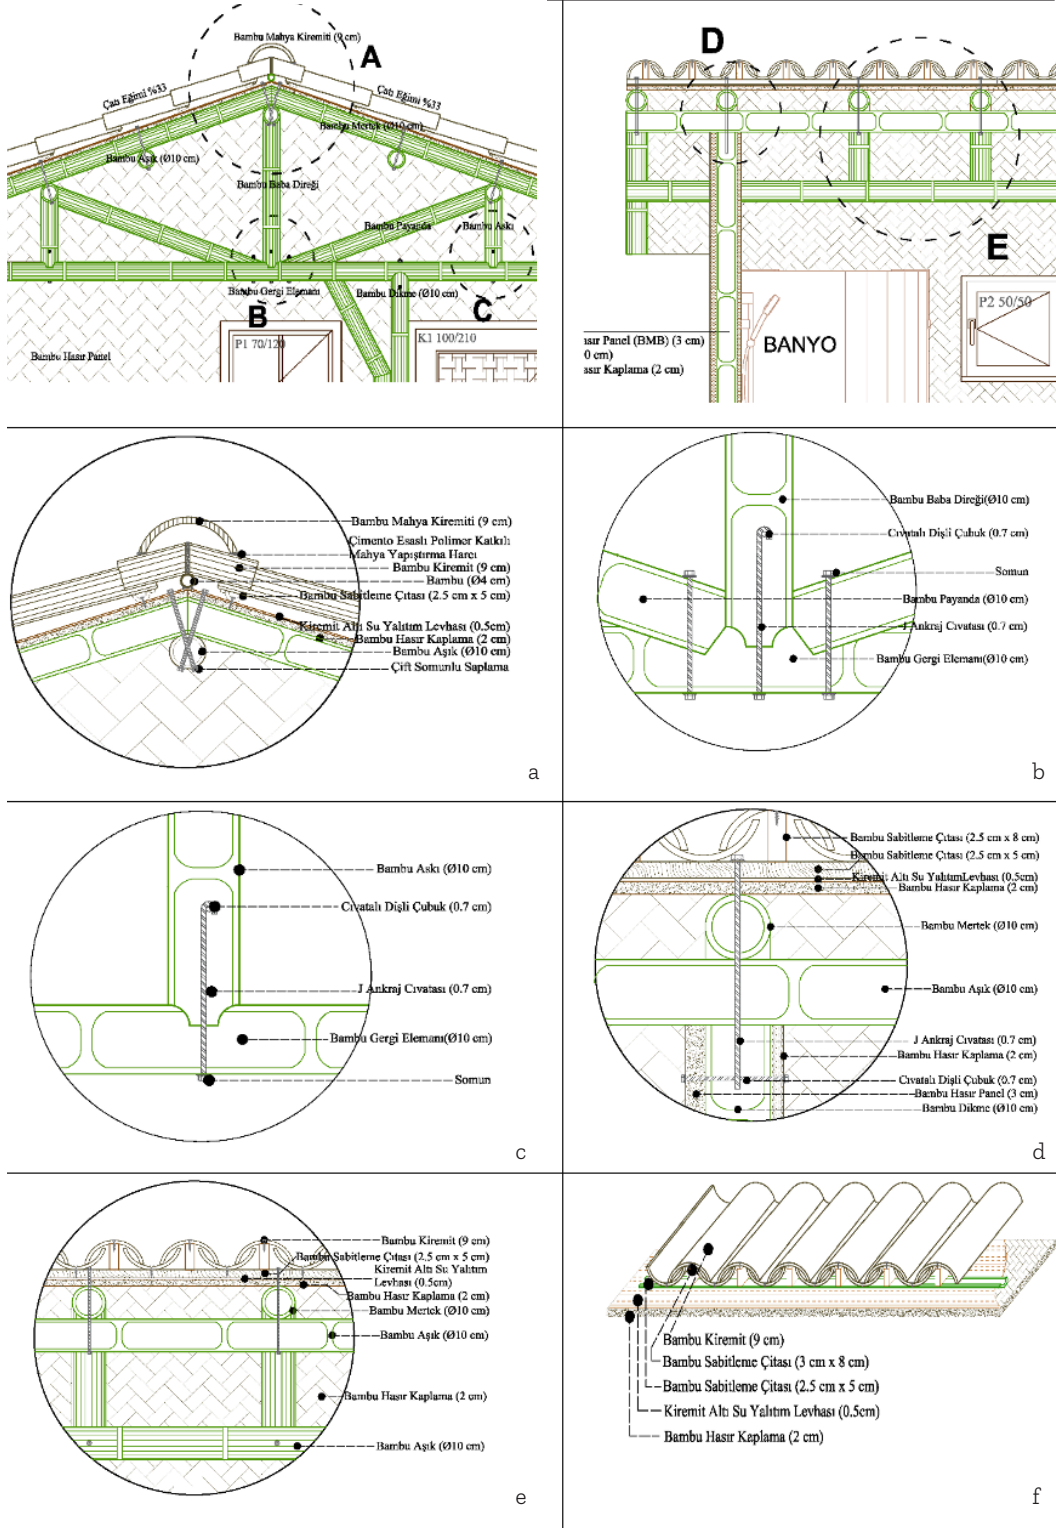 Bambu Mahya Kiremiti (9 cm)
A
Çatı Eğimi %33
Çatı Eğimi %33
Bambu Mertek (Ø10 cm)
Bambu Aşık (Ø10 cm)
Bambu Baba Direği
Bambu Payanda
Bambu Askı
Bambu Gergi Elemanı
Bambu Dikme (Ø10 cm)
B
C
P1 70/120
K1 100/210
Bambu Hasır Panel
D
E
P2 50/50
BANYO
Panel (BMB) (3 cm)
0 cm)
Kaplama (2 cm)
Bambu Mahya Kiremiti (9 cm)
Çimento Esaslı Polimer Katkılı
Mahya Yapıştırma Harcı
Bambu Kiremit (9 cm)
Bambu (Ø4 cm)
Bambu Sabitleme Çıtası (2.5 cm x 5 cm)
Kiremit Altı Su Yalıtım Levhası (0.5cm)
Bambu Hasır Kaplama (2 cm)
Bambu Aşık (Ø10 cm)
Çift Somunlu Saplama
a
Bambu Baba Direği(Ø10 cm)
Cıvatalı Dişli Çubuk (0.7 cm)
Somun
Bambu Payanda (Ø10 cm)
J Ankraj Cıvatası (0.7 cm)
Bambu Gergi Elemanı(Ø10 cm)
b
Bambu Askı (Ø10 cm)
Cıvatalı Dişli Çubuk (0.7 cm)
J Ankraj Cıvatası (0.7 cm)
Bambu Gergi Elemanı(Ø10 cm)
Somun
c
Bambu Sabitleme Çıtası (2.5 cm x 8 cm)
Bambu Sabitleme Çıtası (2.5 cm x 5 cm)
Kiremit Altı Su YalıtımLevhası (0.5cm)
Bambu Hasır Kaplama (2 cm)
Bambu Mertek (Ø10 cm)
Bambu Aşık (Ø10 cm)
J Ankraj Cıvatası (0.7 cm)
Bambu Hasır Kaplama (2 cm)
Cıvatalı Dişli Çubuk (0.7 cm)
Bambu Hasır Panel (3 cm)
Bambu Dikme (Ø10 cm)
d
Bambu Kiremit (9 cm)
Bambu Sabitleme Çıtası (2.5 cm x 5 cm)
Kiremit Altı Su Yalıtım
Levhası (0.5cm)
Bambu Hasır Kaplama (2 cm)
Bambu Mertek (Ø10 cm)
Bambu Aşık (Ø10 cm)
Bambu Hasır Kaplama (2 cm)
Bambu Aşık (Ø10 cm)
e
Bambu Kiremit (9 cm)
Bambu Sabitleme Çitası (3 cm x 8 cm)
Bambu Sabitleme Çitası (2.5 cm x 5 cm)
Kiremit Altı Su Yalıtım Levhası (0.5cm)
Bambu Hasır Kaplama (2 cm)
f